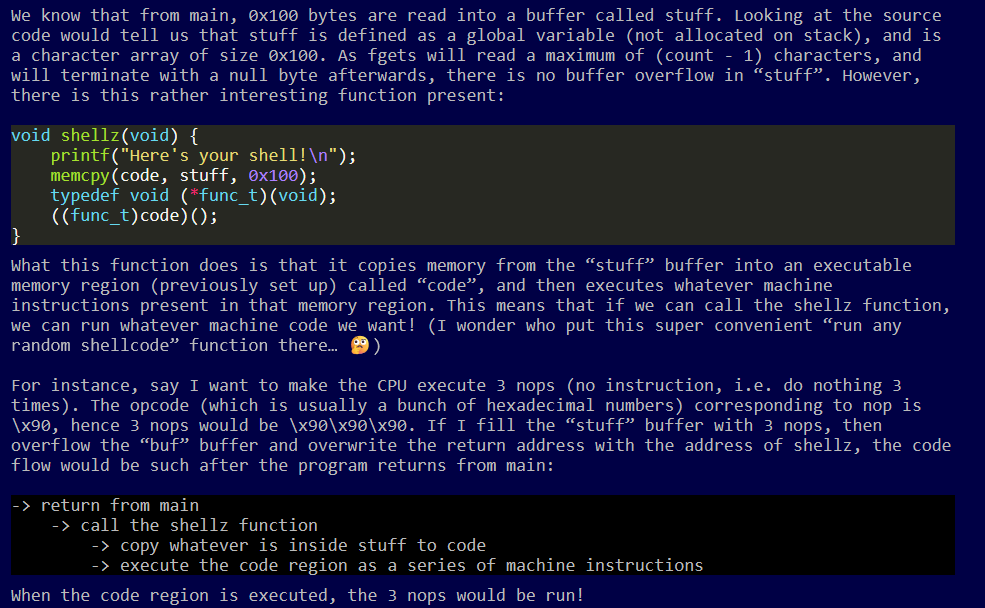 We know that from main, 0x100 bytes are read into a buffer called stuff. Looking at the source
code would tell us that stuff is defined as a global variable (not allocated on stack), and is
a character array of size 0x100. As fgets will read a maximum of (count - 1) characters, and
will terminate with a null byte afterwards, there is no buffer overflow in “stuff”. However,
there is this rather interesting function present:
void shellz(void) {
    printf("Here's your shell!\n");
    memcpy(code, stuff, 0x100);
    typedef void (*func_t)(void);
    ((func_t)code)();
}
What this function does is that it copies memory from the “stuff” buffer into an executable
memory region (previously set up) called “code”, and then executes whatever machine
instructions present in that memory region. This means that if we can call the shellz function,
we can run whatever machine code we want! (I wonder who put this super convenient “run any
random shellcode” function there… 🤔)
For instance, say I want to make the CPU execute 3 nops (no instruction, i.e. do nothing 3
times). The opcode (which is usually a bunch of hexadecimal numbers) corresponding to nop is
\x90, hence 3 nops would be \x90\x90\x90. If I fill the “stuff” buffer with 3 nops, then
overflow the “buf” buffer and overwrite the return address with the address of shellz, the code
flow would be such after the program returns from main:
-> return from main
    -> call the shellz function
        -> copy whatever is inside stuff to code
        -> execute the code region as a series of machine instructions
When the code region is executed, the 3 nops would be run!